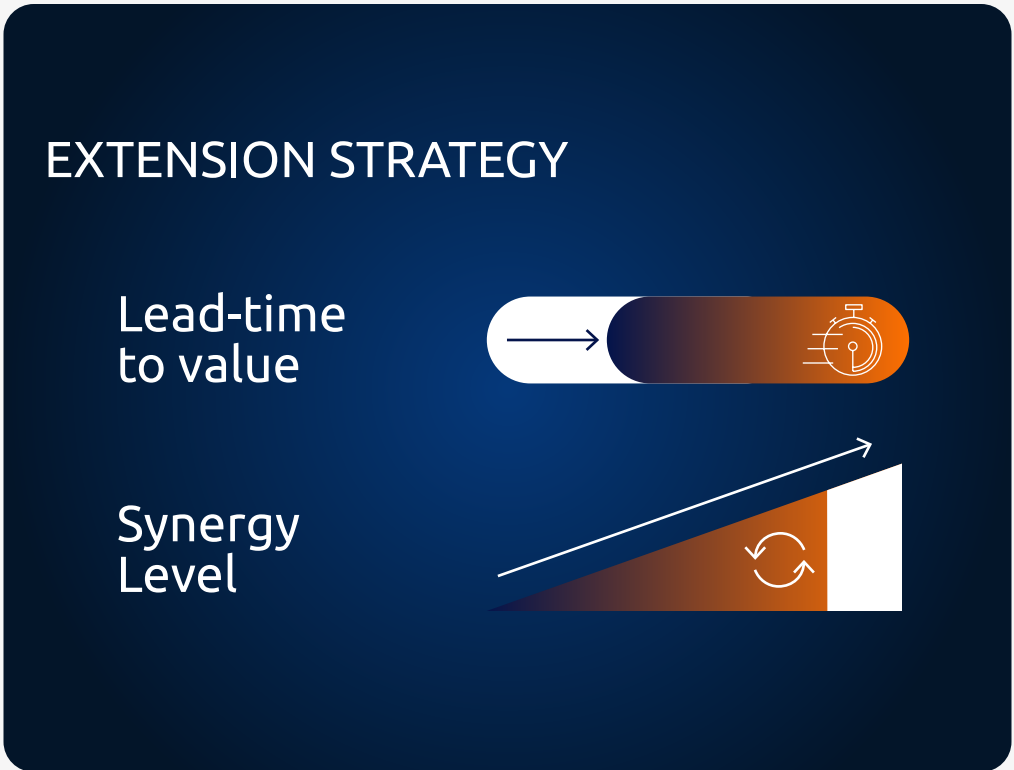 EXTENSION STRATEGY
Lead-time
to value
Synergy
Level